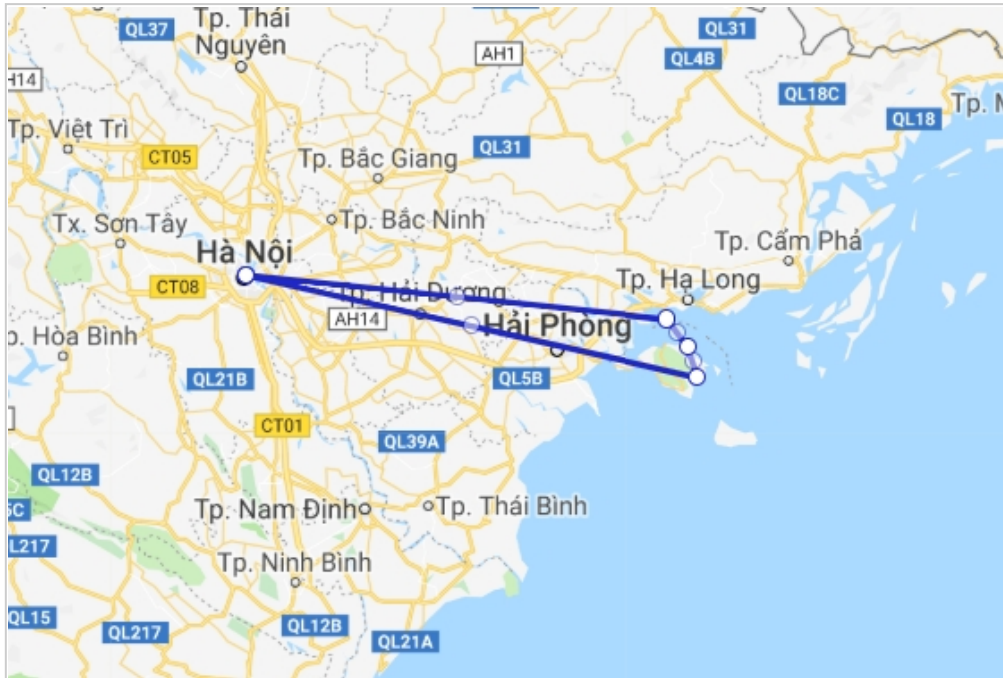 Tp. Thái
Nguyên
QL37
AH1
QL31
QL4B
QL18C
QL18
Tp. M
H14
Tp. Việt Trì
CT05
Tp. Bắc Giang
QL31
Tx. Sơn Tây
Tp. Bắc Ninh
Tp. Cẩm Phả
Hà Nội
CT08
Tp. Hải Dương
Tp. Hạ Long
AH14
Hải Phòng
p. Hòa Bình
QL21B
QL5B
CT01
QL39A
QL12B
5C
Tp. Nam Định
Tp. Thái Bình
L217
Tp. Ninh Bình
QL15
QL217
QL12B
QL21A